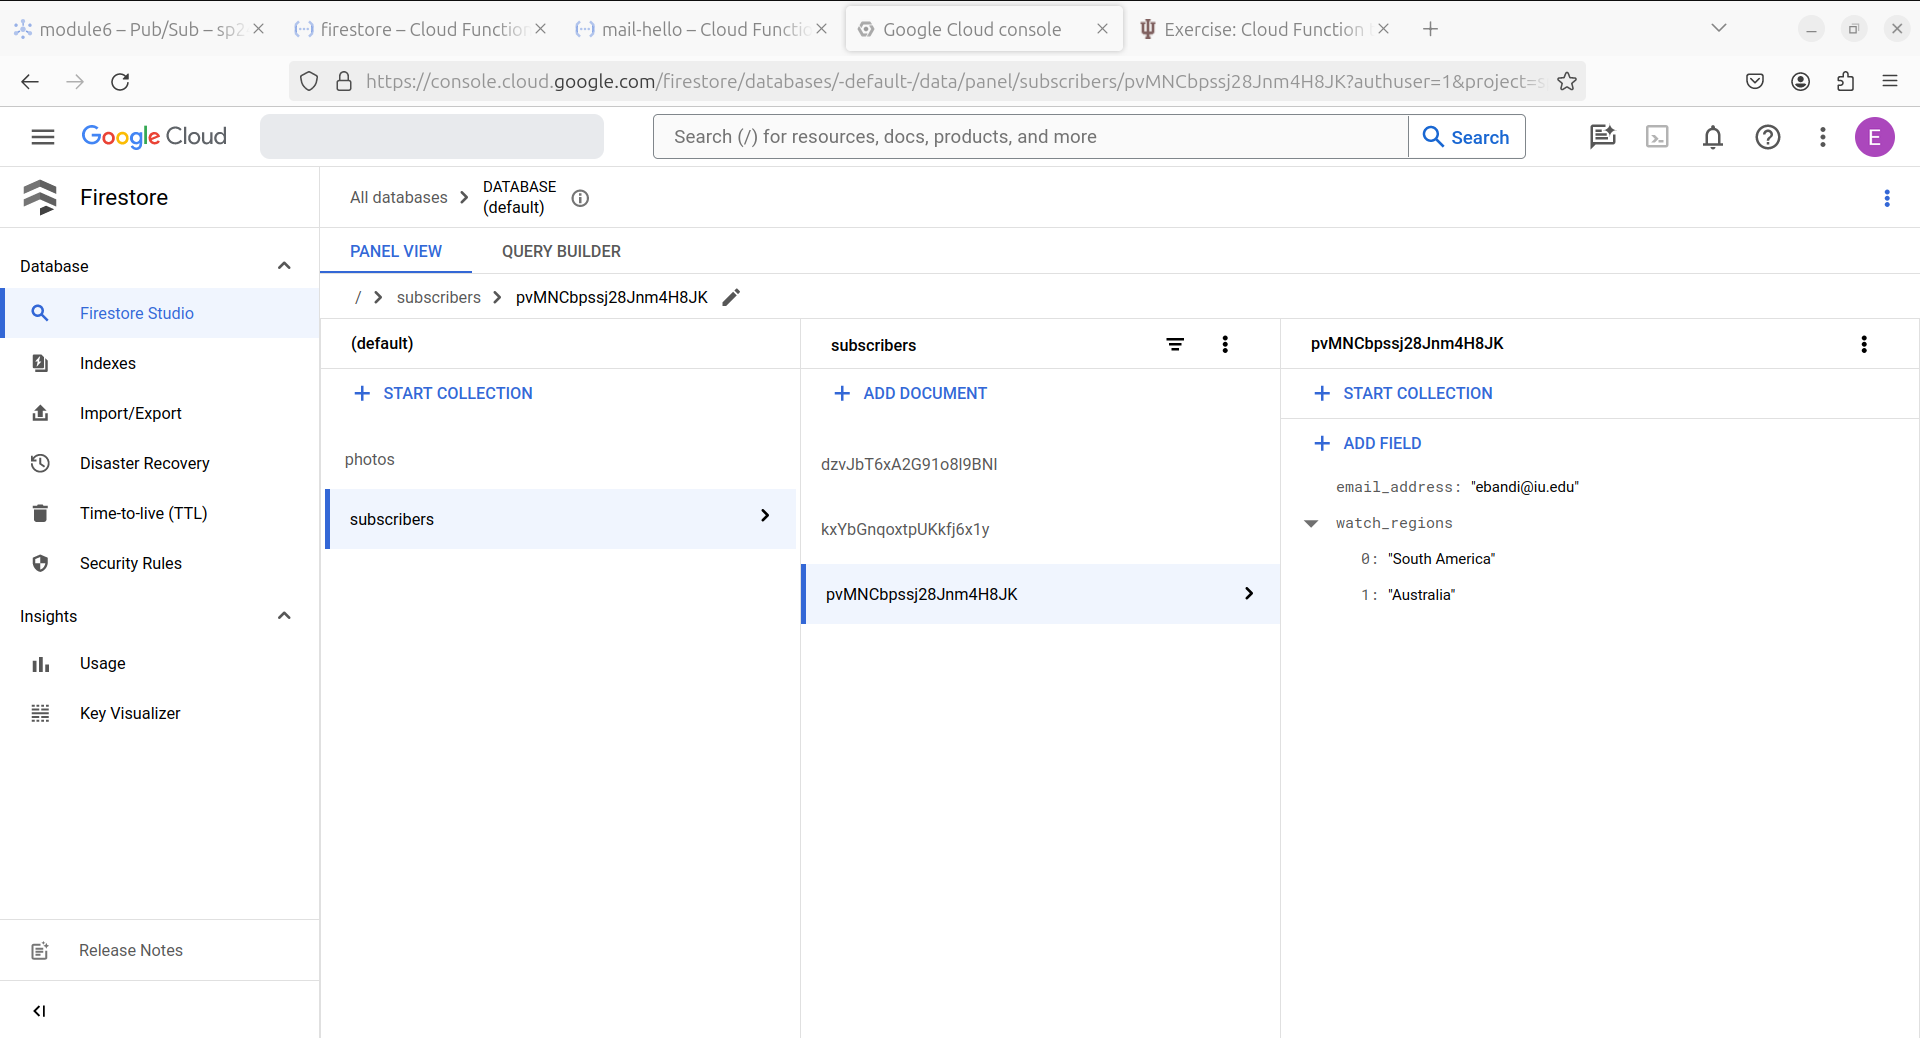 module6 – Pub/Sub – sp2
firestore – Cloud Function
mail-hello – Cloud Functio
Google Cloud console
Exercise: Cloud Function
https://console.cloud.google.com/firestore/databases/-default-/data/panel/subscribers/pvMNCbpssj28Jnm4H8JK?authuser=1&project=s
Google Cloud
Search (/) for resources, docs, products, and more
Search
E
Firestore
All databases
DATABASE
(default)
Database
PANEL VIEW
QUERY BUILDER
/ subscribers pvMNCbpssj28Jnm4H8JK
Firestore Studio
Indexes
Import/Export
Disaster Recovery
Time-to-live (TTL)
Security Rules
Insights
Usage
Key Visualizer
Release Notes
(default)
START COLLECTION
photos
subscribers
subscribers
ADD DOCUMENT
dzvJbT6xA2G91o8l9BNI
kxYbGnqoxtpUKkfj6x1y
pvMNCbpssj28Jnm4H8JK
pvMNCbpssj28Jnm4H8JK
START COLLECTION
ADD FIELD
email_address: "ebandi@iu.edu"
watch_regions
0: "South America"
1: "Australia"